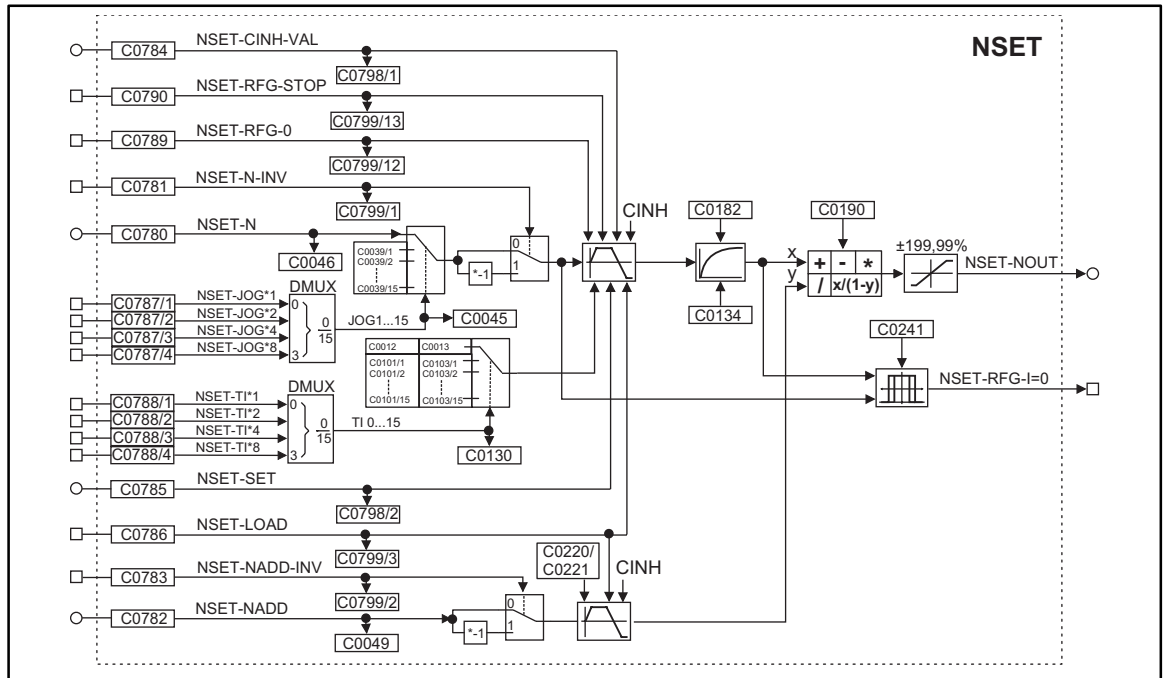 NSET
C0784 NSET-CINH-VAL
C0798/1
C0790 NSET-RFG-STOP
C0799/13
C0789 NSET-RFG-0
C0799/12
C0781 NSET-N-INV
C0799/1
C0780 NSET-N
C0046
C0039/1
C0039/2
C0039/15
*-1
0
1
CINH
C0182
C0134
C0190
x
y
+ - *
/ x/(1-y)
±199,99%
NSET-NOUT
C0787/1 NSET-JOG*1
C0787/2 NSET-JOG*2
C0787/3 NSET-JOG*4
C0787/4 NSET-JOG*8
DMUX
0
3
0
15
JOG1...15
C0045
C0241
NSET-RFG-I=0
C0012 C0013
C0101/1 C0103/1
C0101/2 C0103/2
C0101/15 C0103/15
C0788/1 NSET-TI*1
C0788/2 NSET-TI*2
C0788/3 NSET-TI*4
C0788/4 NSET-TI*8
DMUX
0
3
0
15
TI 0...15
C0130
C0785 NSET-SET
C0798/2
C0786 NSET-LOAD
C0799/3
C0783 NSET-NADD-INV
C0799/2
C0782 NSET-NADD
C0049
*-1
0
1
C0220/
C0221
CINH